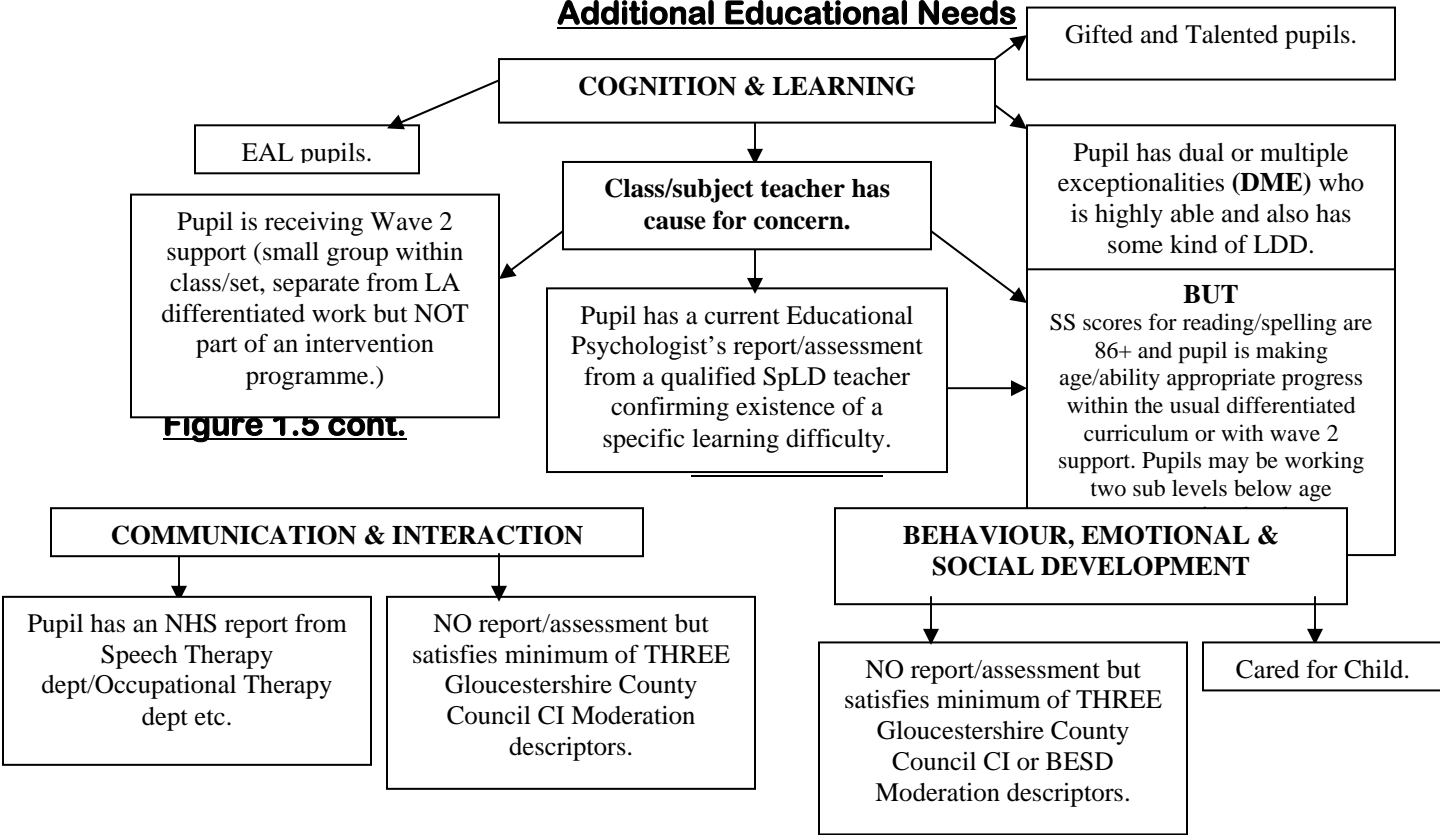 Additional Educational Needs
Gifted and Talented pupils.
COGNITION & LEARNING
EAL pupils.
Pupil has dual or multiple
exceptionalities (DME) who
is highly able and also has
some kind of LDD.
Class/subject teacher has
cause for concern.
Pupil is receiving Wave 2
support (small group within
class/set, separate from LA
differentiated work but NOT
part of an intervention
programme.)
Pupil has a current Educational
Psychologist’s report/assessment
from a qualified SpLD teacher
confirming existence of a
specific learning difficulty.
BUT
SS scores for reading/spelling are
86+ and pupil is making
age/ability appropriate progress
within the usual differentiated
curriculum or with wave 2
support. Pupils may be working
two sub levels below age
Figure 1.5 cont.
COMMUNICATION & INTERACTION
Pupil has an NHS report from
Speech Therapy
dept/Occupational Therapy
dept etc.
NO report/assessment but
satisfies minimum of THREE
Gloucestershire County
Council CI Moderation
descriptors.
BEHAVIOUR, EMOTIONAL &
SOCIAL DEVELOPMENT
NO report/assessment but
satisfies minimum of THREE
Gloucestershire County
Council CI or BESD
Moderation descriptors.
Cared for Child.